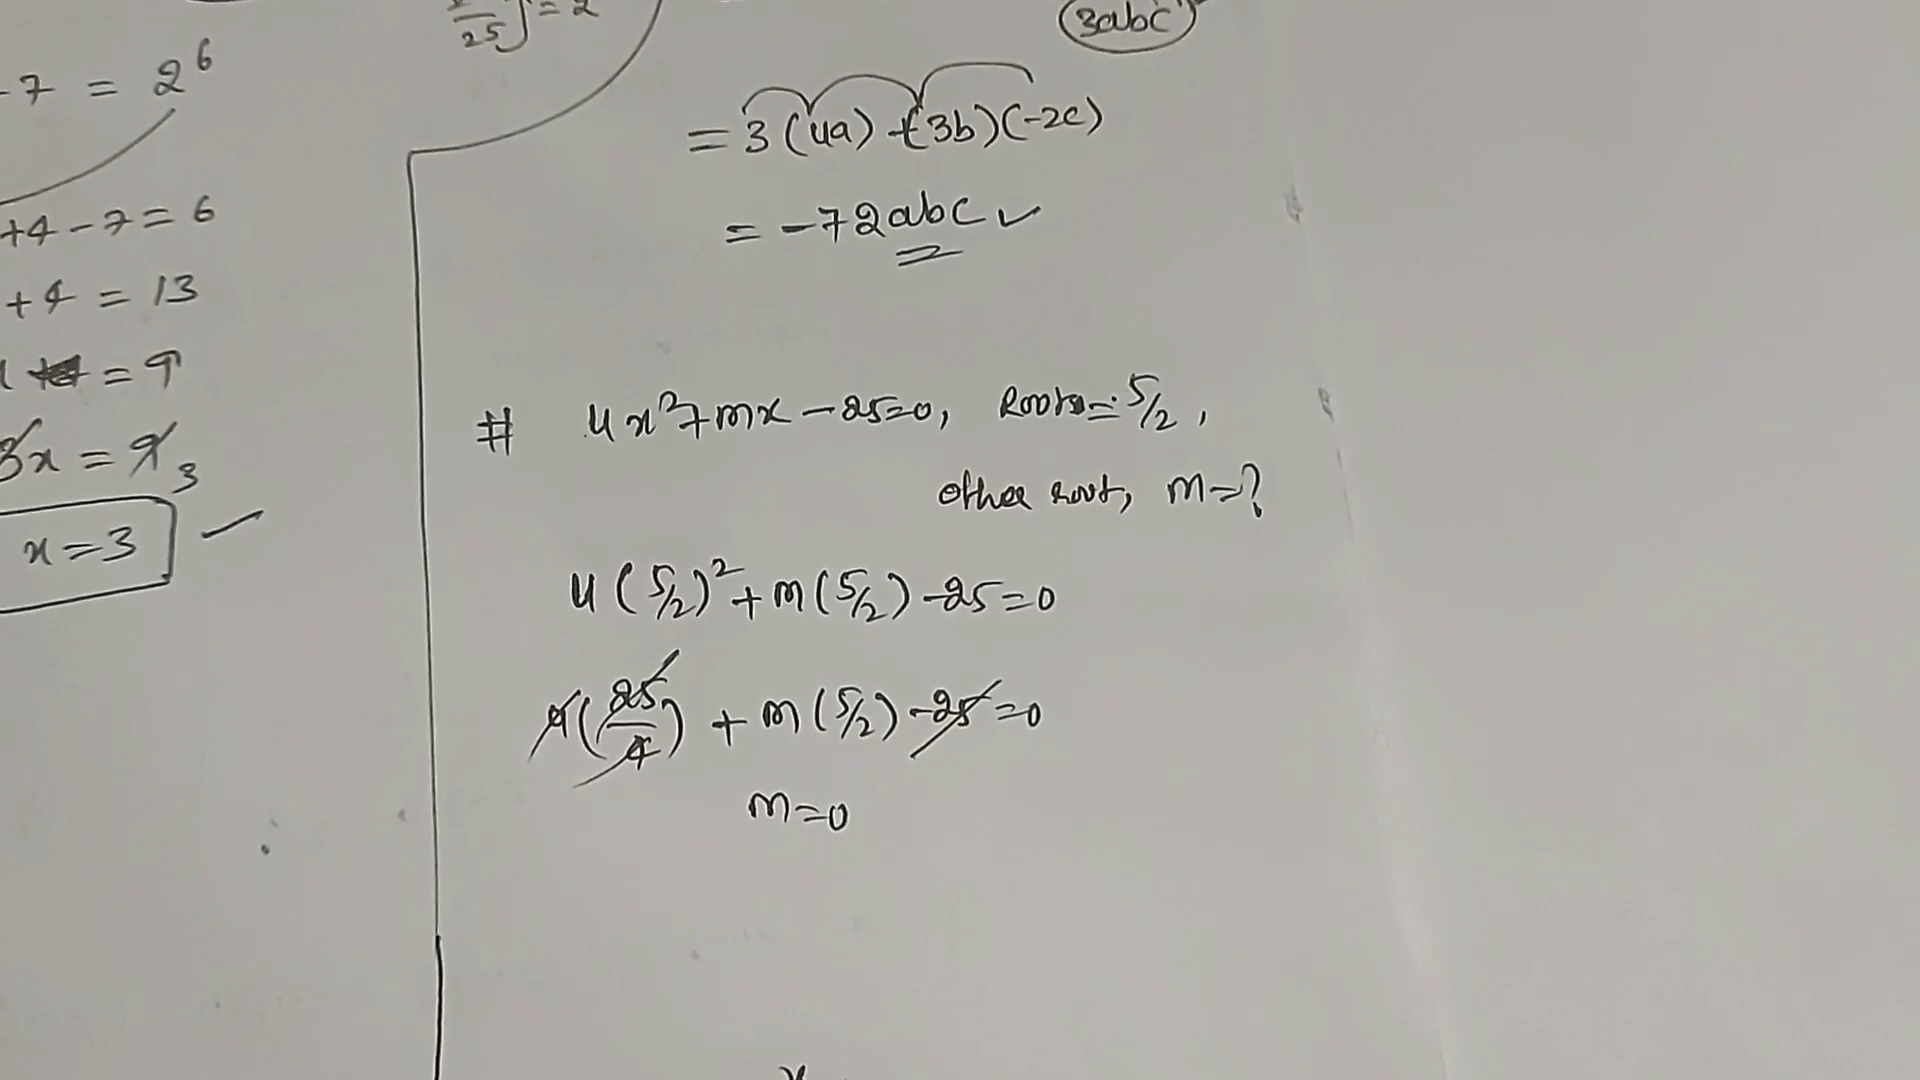 -7 = 2⁶
+4-7=6
+4 = 13
= 9
3x = 9 3
x=3
25 = 2
3abc
= 3(4a)+(3b)(-2c)
= -72abc ✓
# 4x²+mx-25=0, Roots= 5/2,
other root, m=?
4(5/2)²+m(5/2)-25=0
4(25/4) + m(5/2)-25=0
m=0